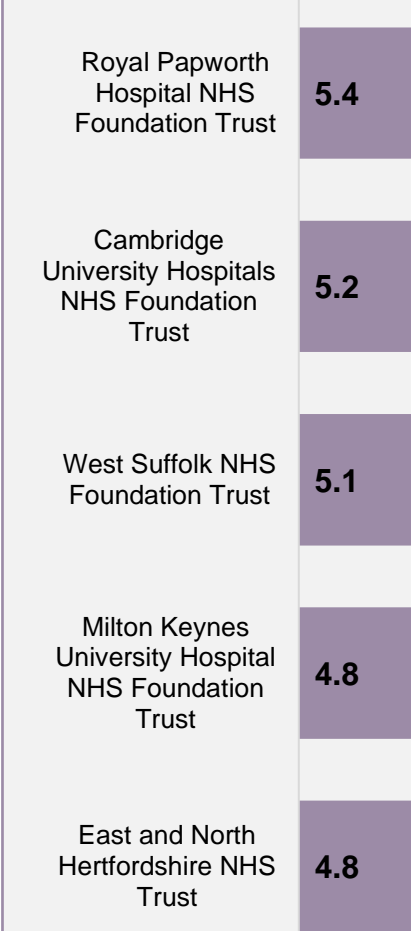 Royal Papworth
Hospital NHS
Foundation Trust
5.4
Cambridge
University Hospitals
NHS Foundation
Trust
5.2
West Suffolk NHS
Foundation Trust
5.1
Milton Keynes
University Hospital
NHS Foundation
Trust
4.8
East and North
Hertfordshire NHS
Trust
4.8